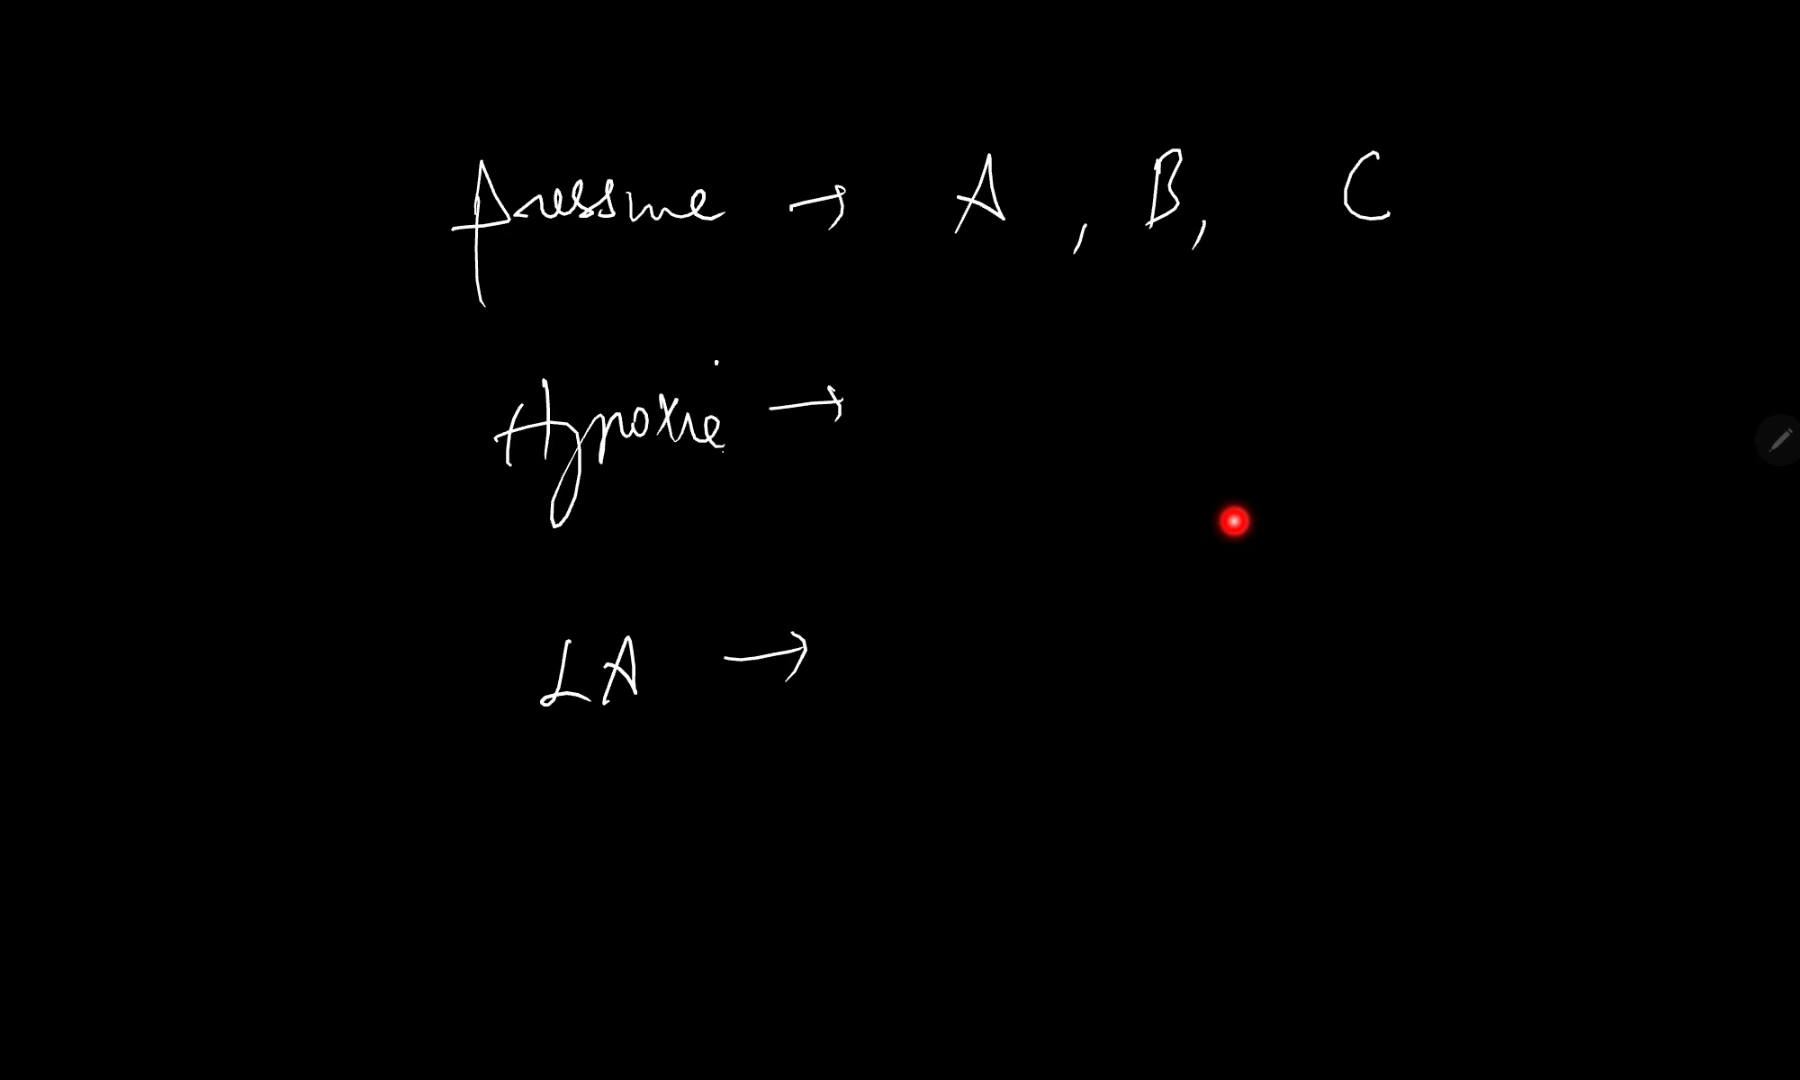 pressure → A, B, C
Hypoxia →
LA →